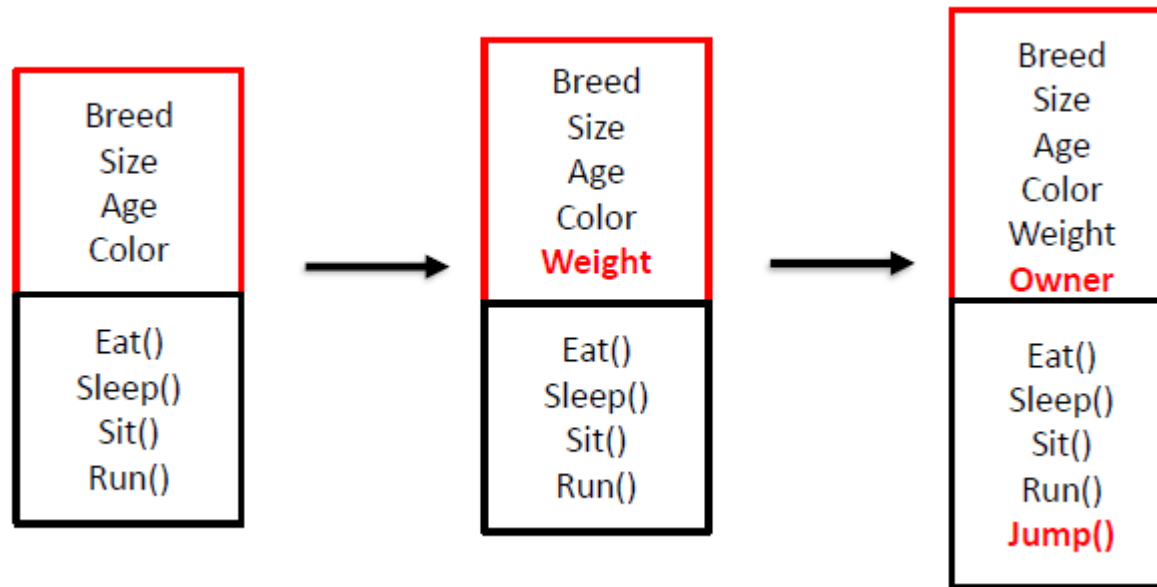 Breed
Size
Age
Color
Eat()
Sleep()
Sit()
Run()
Breed
Size
Age
Color
Weight
Eat()
Sleep()
Sit()
Run()
Breed
Size
Age
Color
Weight
Owner
Eat()
Sleep()
Sit()
Run()
Jump()